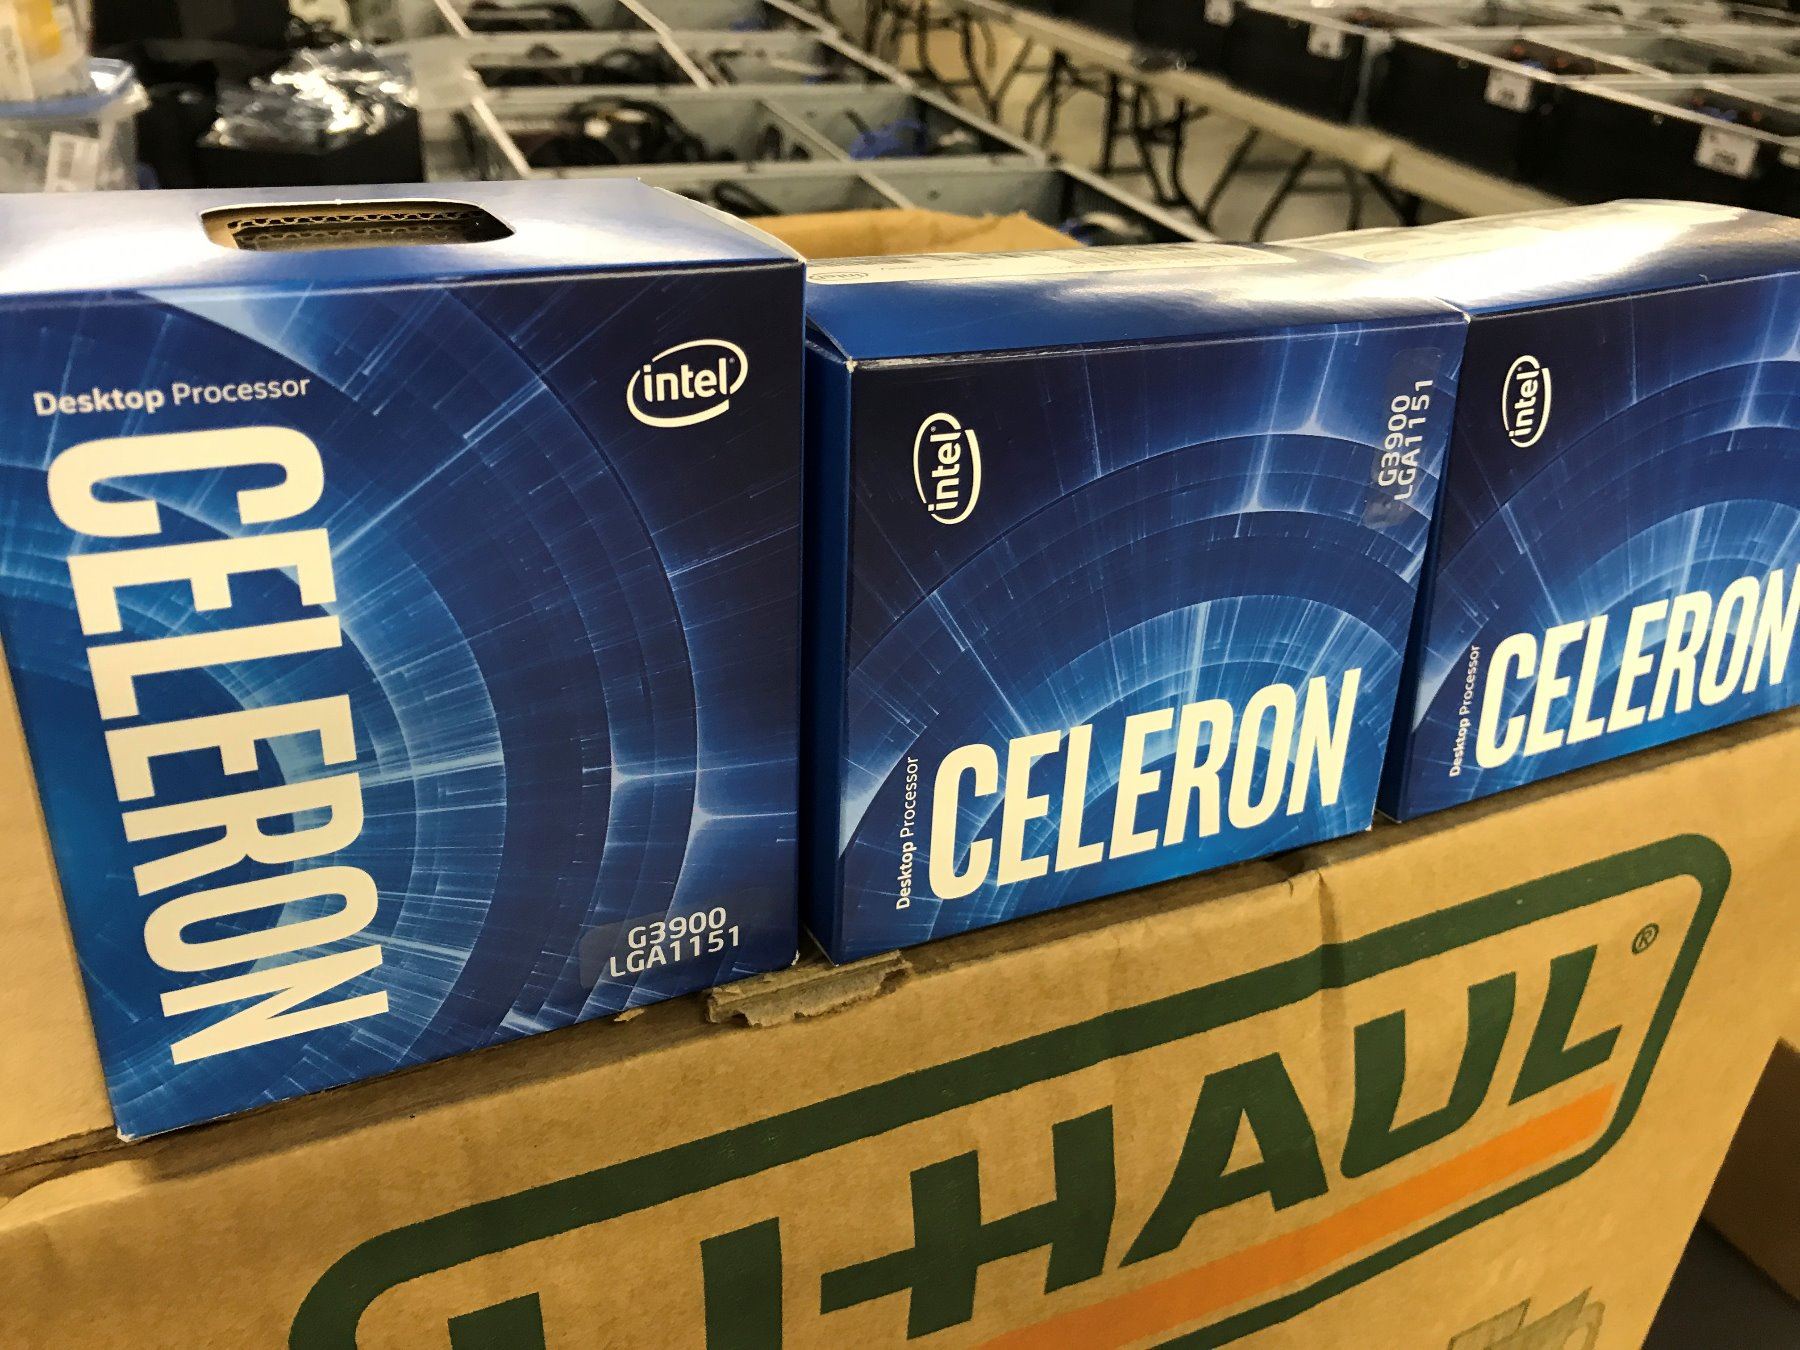 Desktop Processor
CELERON
intel
G3900
LGA1151
intel
G3900
LGA1151
Desktop Processor
CELERON
intel
Desktop Processor
CELERON
U-HAUL®